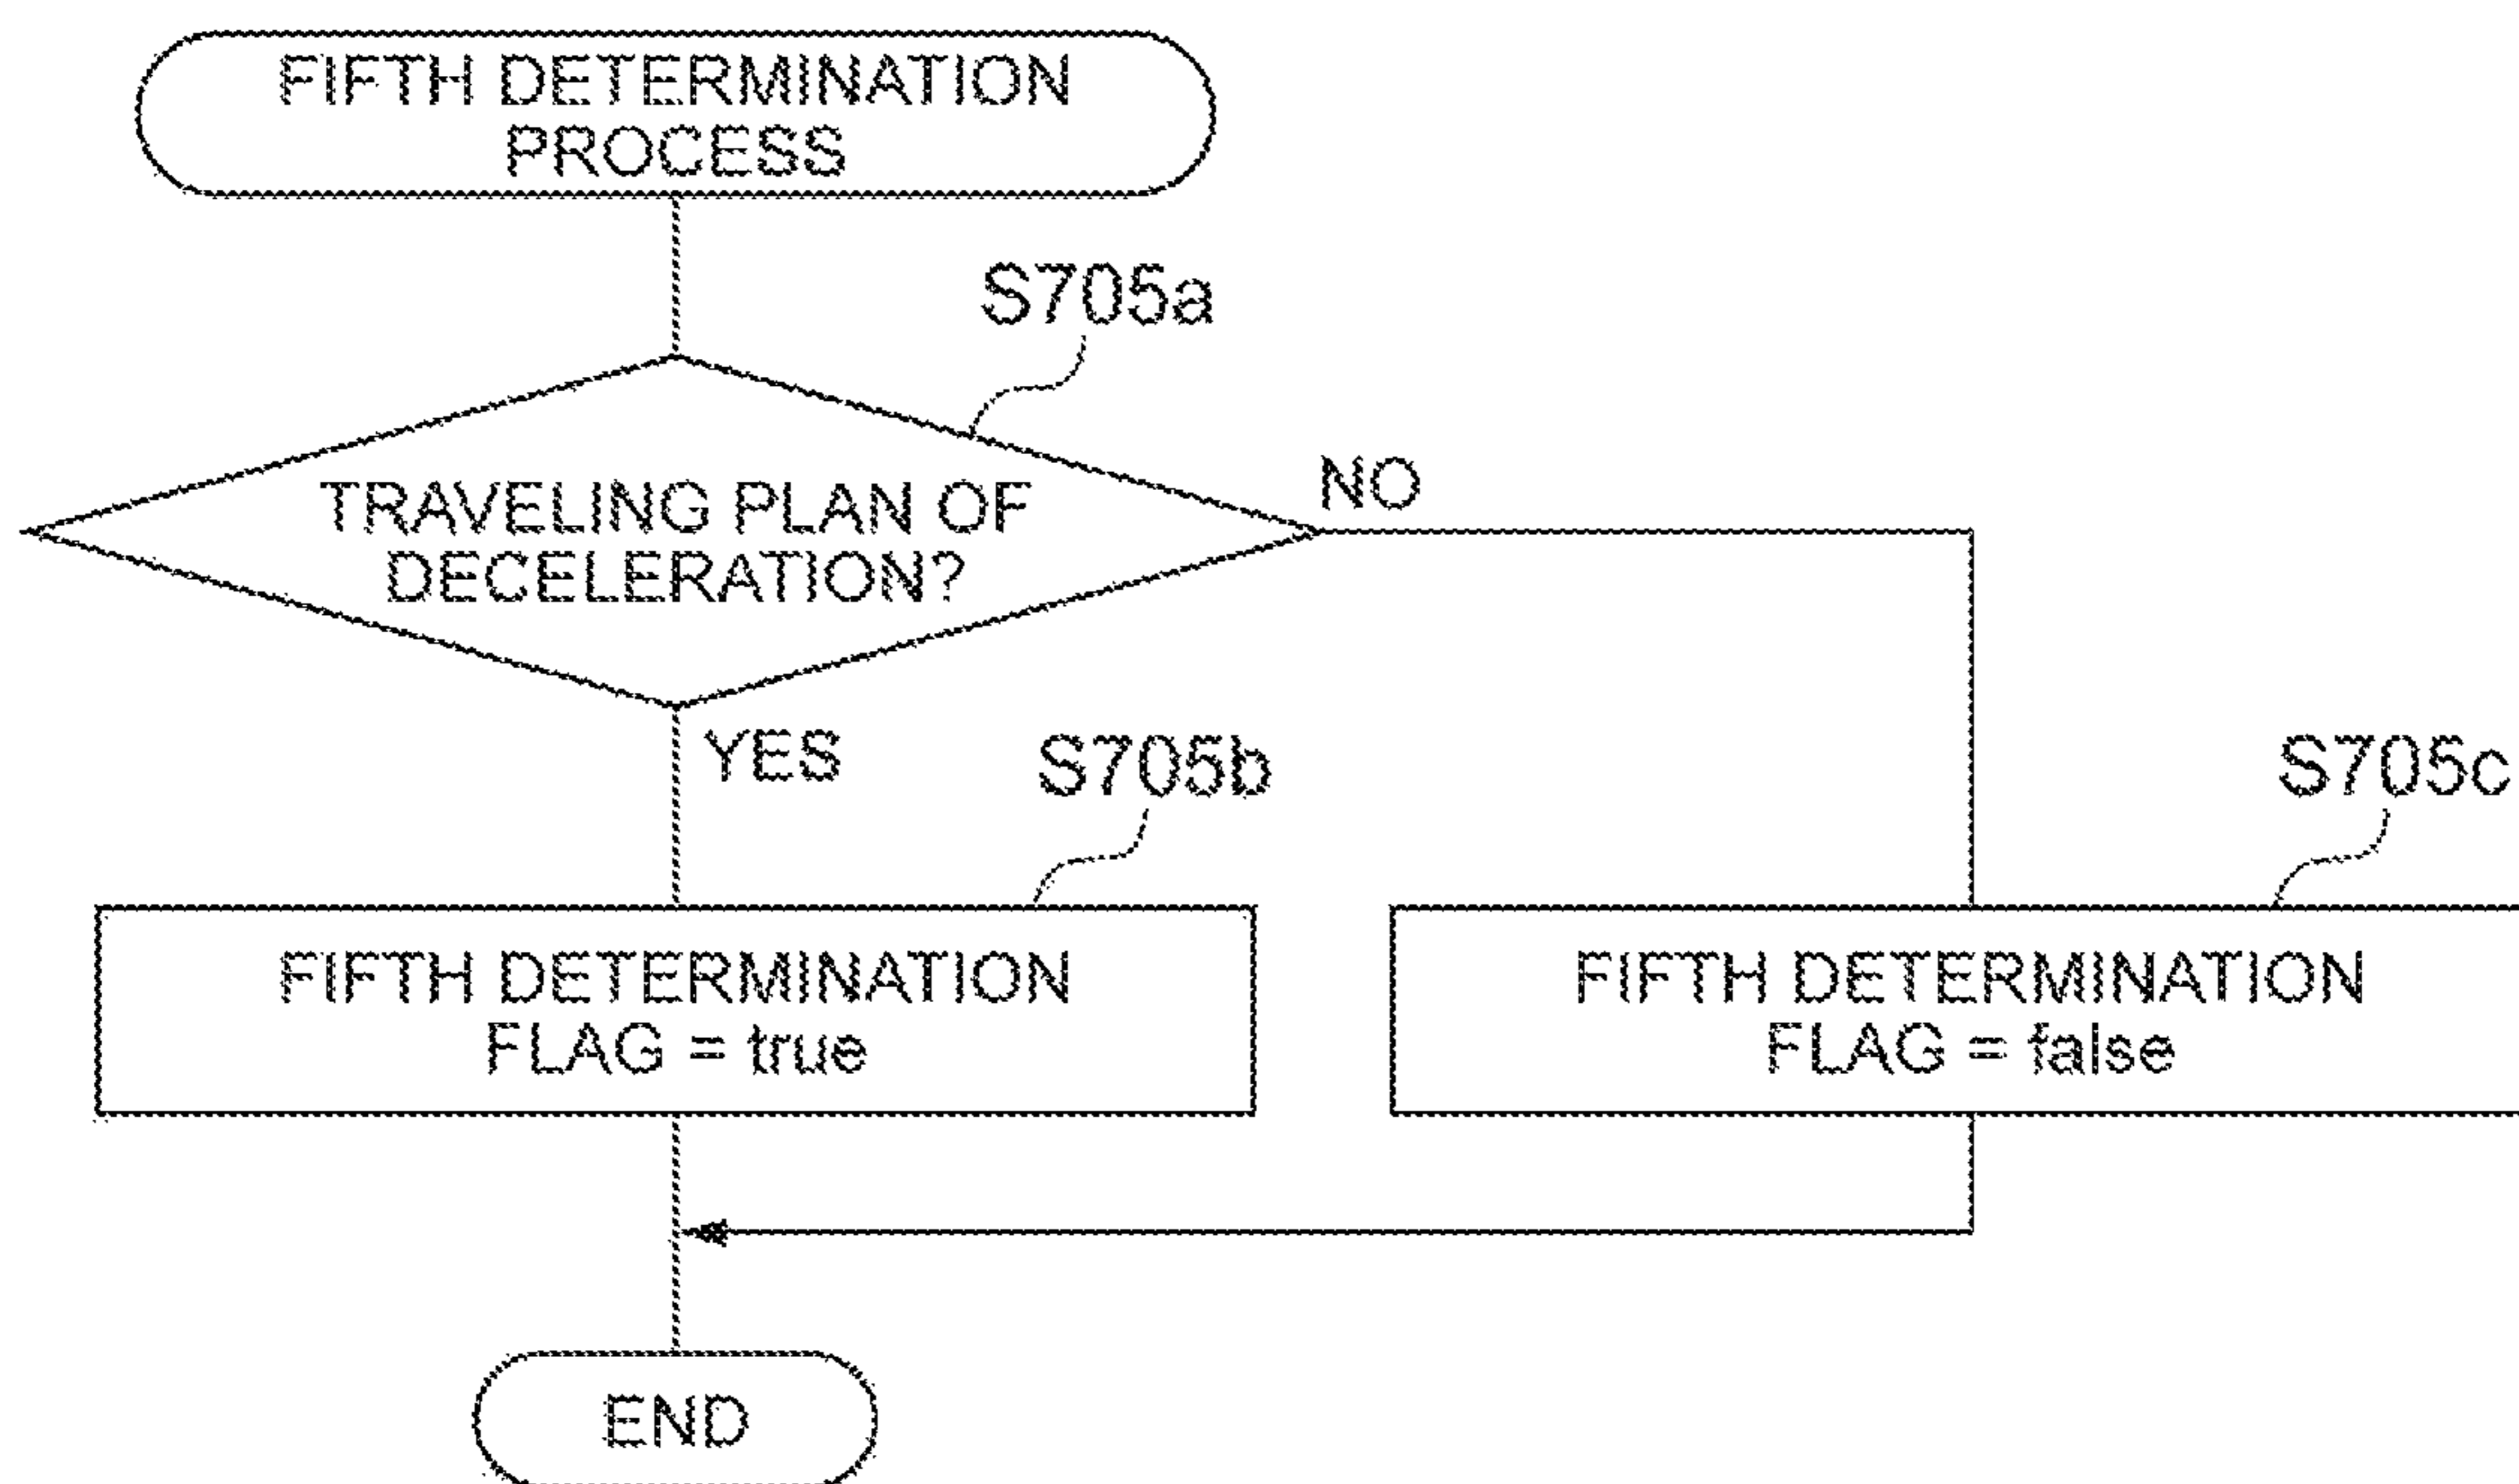 FIFTH DETERMINATION
PROCESS
S705a
TRAVELING PLAN OF
DECELERATION?
NO
YES
S705b
S705c
FIFTH DETERMINATION
FLAG = true
FIFTH DETERMINATION
FLAG = false
END